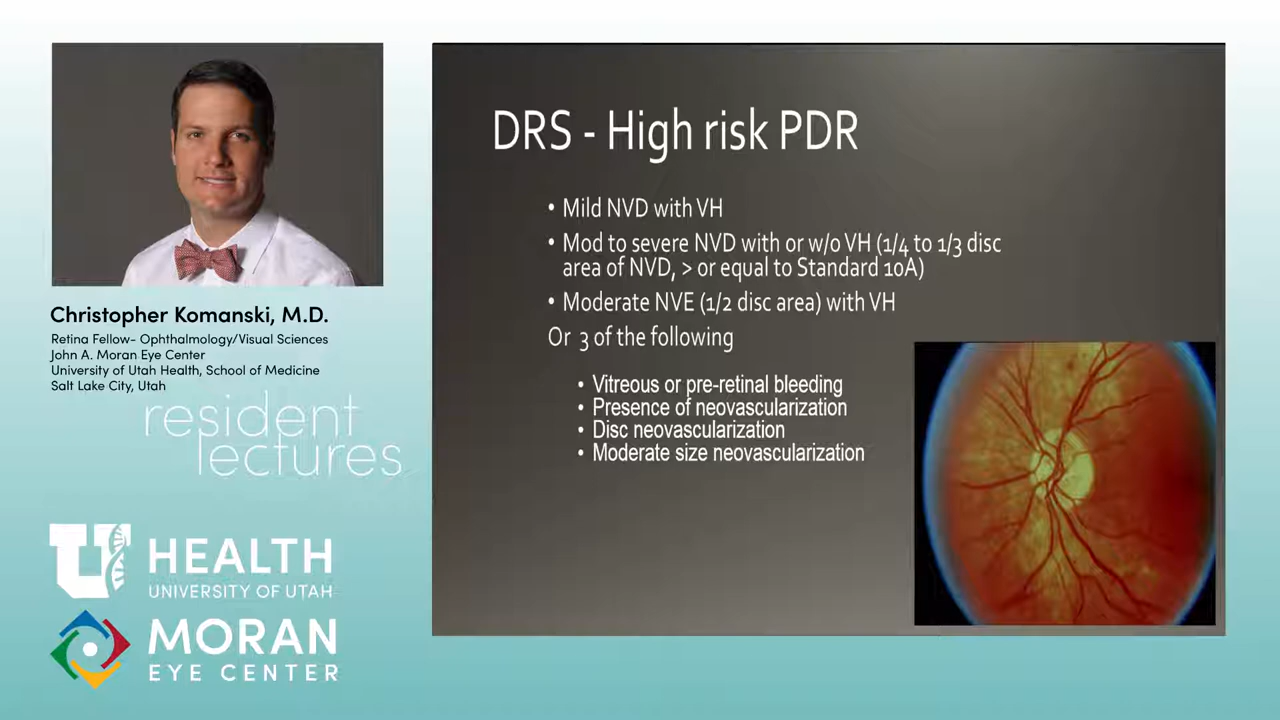 DRS - High risk PDR
• Mild NVD with VH
• Mod to severe NVD with or w/o VH (1/4 to 1/3 disc
area of NVD, > or equal to Standard 10A)
• Moderate NVE (1/2 disc area) with VH
Or 3 of the following
• Vitreous or pre-retinal bleeding
• Presence of neovascularization
• Disc neovascularization
• Moderate size neovascularization
Christopher Komanski, M.D.
Retina Fellow- Ophthalmology/Visual Sciences
John A. Moran Eye Center
University of Utah Health, School of Medicine
Salt Lake City, Utah
resident
lectures
U HEALTH
UNIVERSITY OF UTAH
MORAN
EYE CENTER